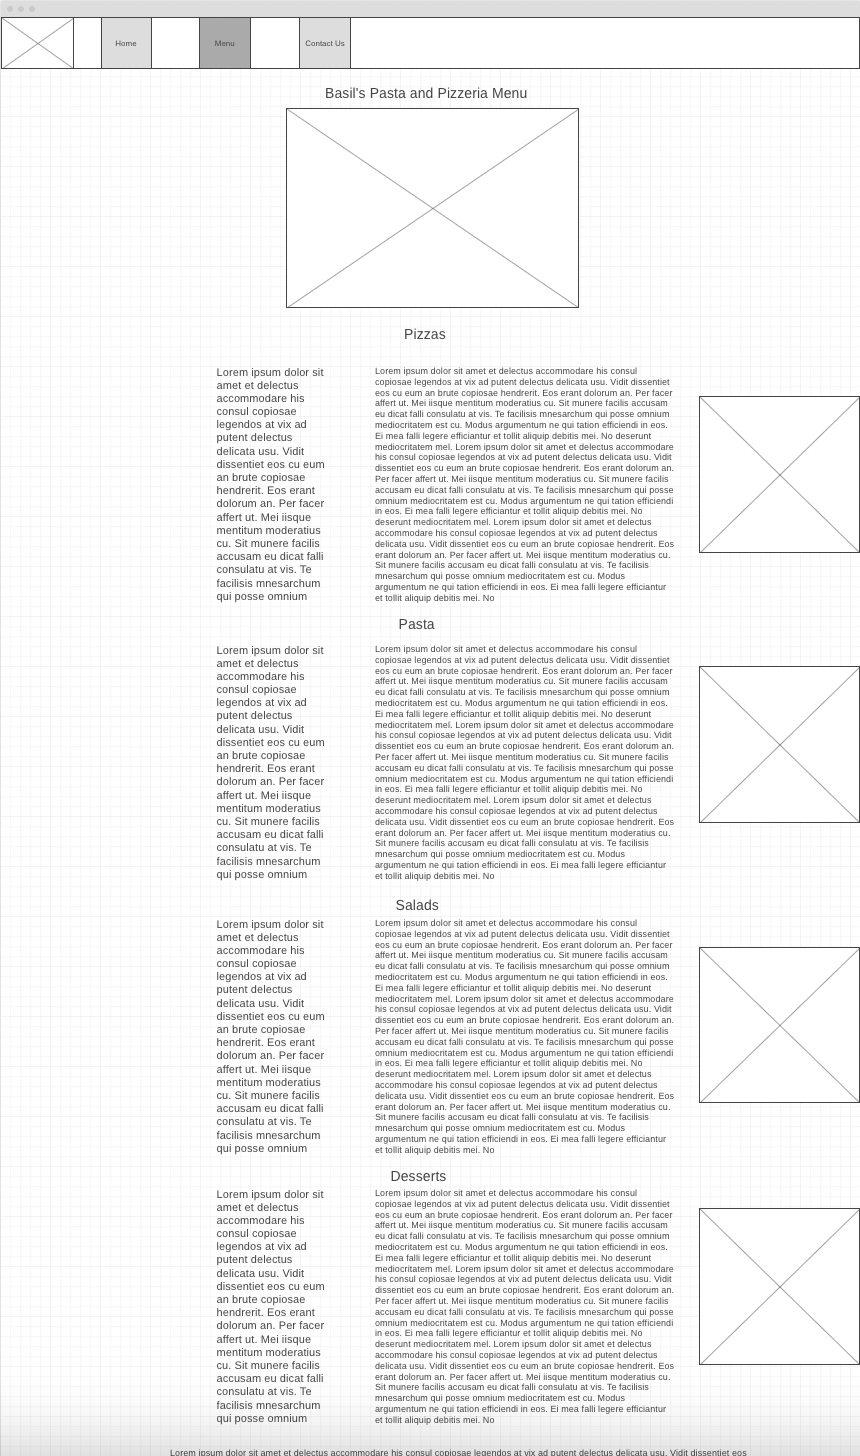 Home
Menu
Contact Us
Basil's Pasta and Pizzeria Menu
Pizzas
Lorem ipsum dolor sit
amet et delectus
accommodare his
consul copiosae
legendos at vix ad
putent delectus
delicata usu. Vidit
dissentiet eos cu eum
an brute copiosae
hendrerit. Eos erant
dolorum an. Per facer
affert ut. Mei iisque
mentitum moderatius
cu. Sit munere facilis
accusam eu dicat falli
consulatu at vis. Te
facilisis mnesarchum
qui posse omnium
Lorem ipsum dolor sit amet et delectus accommodare his consul
copiosae legendos at vix ad putent delectus delicata usu. Vidit dissentiet
eos cu eum an brute copiosae hendrerit. Eos erant dolorum an. Per facer
affert ut. Mei iisque mentitum moderatius cu. Sit munere facilis accusam
eu dicat falli consulatu at vis. Te facilisis mnesarchum qui posse omnium
mediocritatem est cu. Modus argumentum ne qui tation efficiendi in eos.
Ei mea falli legere efficiantur et tollit aliquip debitis mei. No deserunt
mediocritatem mel. Lorem ipsum dolor sit amet et delectus accommodare
his consul copiosae legendos at vix ad putent delectus delicata usu. Vidit
dissentiet eos cu eum an brute copiosae hendrerit. Eos erant dolorum an.
Per facer affert ut. Mei iisque mentitum moderatius cu. Sit munere facilis
accusam eu dicat falli consulatu at vis. Te facilisis mnesarchum qui posse
omnium mediocritatem est cu. Modus argumentum ne qui tation efficiendi
in eos. Ei mea falli legere efficiantur et tollit aliquip debitis mei. No
deserunt mediocritatem mel. Lorem ipsum dolor sit amet et delectus
accommodare his consul copiosae legendos at vix ad putent delectus
delicata usu. Vidit dissentiet eos cu eum an brute copiosae hendrerit. Eos
erant dolorum an. Per facer affert ut. Mei iisque mentitum moderatius cu.
Sit munere facilis accusam eu dicat falli consulatu at vis. Te facilisis
mnesarchum qui posse omnium mediocritatem est cu. Modus
argumentum ne qui tation efficiendi in eos. Ei mea falli legere efficiantur
et tollit aliquip debitis mei. No
Pasta
Lorem ipsum dolor sit
amet et delectus
accommodare his
consul copiosae
legendos at vix ad
putent delectus
delicata usu. Vidit
dissentiet eos cu eum
an brute copiosae
hendrerit. Eos erant
dolorum an. Per facer
affert ut. Mei iisque
mentitum moderatius
cu. Sit munere facilis
accusam eu dicat falli
consulatu at vis. Te
facilisis mnesarchum
qui posse omnium
Lorem ipsum dolor sit amet et delectus accommodare his consul
copiosae legendos at vix ad putent delectus delicata usu. Vidit dissentiet
eos cu eum an brute copiosae hendrerit. Eos erant dolorum an. Per facer
affert ut. Mei iisque mentitum moderatius cu. Sit munere facilis accusam
eu dicat falli consulatu at vis. Te facilisis mnesarchum qui posse omnium
mediocritatem est cu. Modus argumentum ne qui tation efficiendi in eos.
Ei mea falli legere efficiantur et tollit aliquip debitis mei. No deserunt
mediocritatem mel. Lorem ipsum dolor sit amet et delectus accommodare
his consul copiosae legendos at vix ad putent delectus delicata usu. Vidit
dissentiet eos cu eum an brute copiosae hendrerit. Eos erant dolorum an.
Per facer affert ut. Mei iisque mentitum moderatius cu. Sit munere facilis
accusam eu dicat falli consulatu at vis. Te facilisis mnesarchum qui posse
omnium mediocritatem est cu. Modus argumentum ne qui tation efficiendi
in eos. Ei mea falli legere efficiantur et tollit aliquip debitis mei. No
deserunt mediocritatem mel. Lorem ipsum dolor sit amet et delectus
accommodare his consul copiosae legendos at vix ad putent delectus
delicata usu. Vidit dissentiet eos cu eum an brute copiosae hendrerit. Eos
erant dolorum an. Per facer affert ut. Mei iisque mentitum moderatius cu.
Sit munere facilis accusam eu dicat falli consulatu at vis. Te facilisis
mnesarchum qui posse omnium mediocritatem est cu. Modus
argumentum ne qui tation efficiendi in eos. Ei mea falli legere efficiantur
et tollit aliquip debitis mei. No
Salads
Lorem ipsum dolor sit
amet et delectus
accommodare his
consul copiosae
legendos at vix ad
putent delectus
delicata usu. Vidit
dissentiet eos cu eum
an brute copiosae
hendrerit. Eos erant
dolorum an. Per facer
affert ut. Mei iisque
mentitum moderatius
cu. Sit munere facilis
accusam eu dicat falli
consulatu at vis. Te
facilisis mnesarchum
qui posse omnium
Lorem ipsum dolor sit amet et delectus accommodare his consul
copiosae legendos at vix ad putent delectus delicata usu. Vidit dissentiet
eos cu eum an brute copiosae hendrerit. Eos erant dolorum an. Per facer
affert ut. Mei iisque mentitum moderatius cu. Sit munere facilis accusam
eu dicat falli consulatu at vis. Te facilisis mnesarchum qui posse omnium
mediocritatem est cu. Modus argumentum ne qui tation efficiendi in eos.
Ei mea falli legere efficiantur et tollit aliquip debitis mei. No deserunt
mediocritatem mel. Lorem ipsum dolor sit amet et delectus accommodare
his consul copiosae legendos at vix ad putent delectus delicata usu. Vidit
dissentiet eos cu eum an brute copiosae hendrerit. Eos erant dolorum an.
Per facer affert ut. Mei iisque mentitum moderatius cu. Sit munere facilis
accusam eu dicat falli consulatu at vis. Te facilisis mnesarchum qui posse
omnium mediocritatem est cu. Modus argumentum ne qui tation efficiendi
in eos. Ei mea falli legere efficiantur et tollit aliquip debitis mei. No
deserunt mediocritatem mel. Lorem ipsum dolor sit amet et delectus
accommodare his consul copiosae legendos at vix ad putent delectus
delicata usu. Vidit dissentiet eos cu eum an brute copiosae hendrerit. Eos
erant dolorum an. Per facer affert ut. Mei iisque mentitum moderatius cu.
Sit munere facilis accusam eu dicat falli consulatu at vis. Te facilisis
mnesarchum qui posse omnium mediocritatem est cu. Modus
argumentum ne qui tation efficiendi in eos. Ei mea falli legere efficiantur
et tollit aliquip debitis mei. No
Desserts
Lorem ipsum dolor sit
amet et delectus
accommodare his
consul copiosae
legendos at vix ad
putent delectus
delicata usu. Vidit
dissentiet eos cu eum
an brute copiosae
hendrerit. Eos erant
dolorum an. Per facer
affert ut. Mei iisque
mentitum moderatius
cu. Sit munere facilis
accusam eu dicat falli
consulatu at vis. Te
facilisis mnesarchum
qui posse omnium
Lorem ipsum dolor sit amet et delectus accommodare his consul
copiosae legendos at vix ad putent delectus delicata usu. Vidit dissentiet
eos cu eum an brute copiosae hendrerit. Eos erant dolorum an. Per facer
affert ut. Mei iisque mentitum moderatius cu. Sit munere facilis accusam
eu dicat falli consulatu at vis. Te facilisis mnesarchum qui posse omnium
mediocritatem est cu. Modus argumentum ne qui tation efficiendi in eos.
Ei mea falli legere efficiantur et tollit aliquip debitis mei. No deserunt
mediocritatem mel. Lorem ipsum dolor sit amet et delectus accommodare
his consul copiosae legendos at vix ad putent delectus delicata usu. Vidit
dissentiet eos cu eum an brute copiosae hendrerit. Eos erant dolorum an.
Per facer affert ut. Mei iisque mentitum moderatius cu. Sit munere facilis
accusam eu dicat falli consulatu at vis. Te facilisis mnesarchum qui posse
omnium mediocritatem est cu. Modus argumentum ne qui tation efficiendi
in eos. Ei mea falli legere efficiantur et tollit aliquip debitis mei. No
deserunt mediocritatem mel. Lorem ipsum dolor sit amet et delectus
accommodare his consul copiosae legendos at vix ad putent delectus
delicata usu. Vidit dissentiet eos cu eum an brute copiosae hendrerit. Eos
erant dolorum an. Per facer affert ut. Mei iisque mentitum moderatius cu.
Sit munere facilis accusam eu dicat falli consulatu at vis. Te facilisis
mnesarchum qui posse omnium mediocritatem est cu. Modus
argumentum ne qui tation efficiendi in eos. Ei mea falli legere efficiantur
et tollit aliquip debitis mei. No
Lorem ipsum dolor sit amet et delectus accommodare his consul copiosae legendos at vix ad putent delectus delicata usu. Vidit dissentiet eos